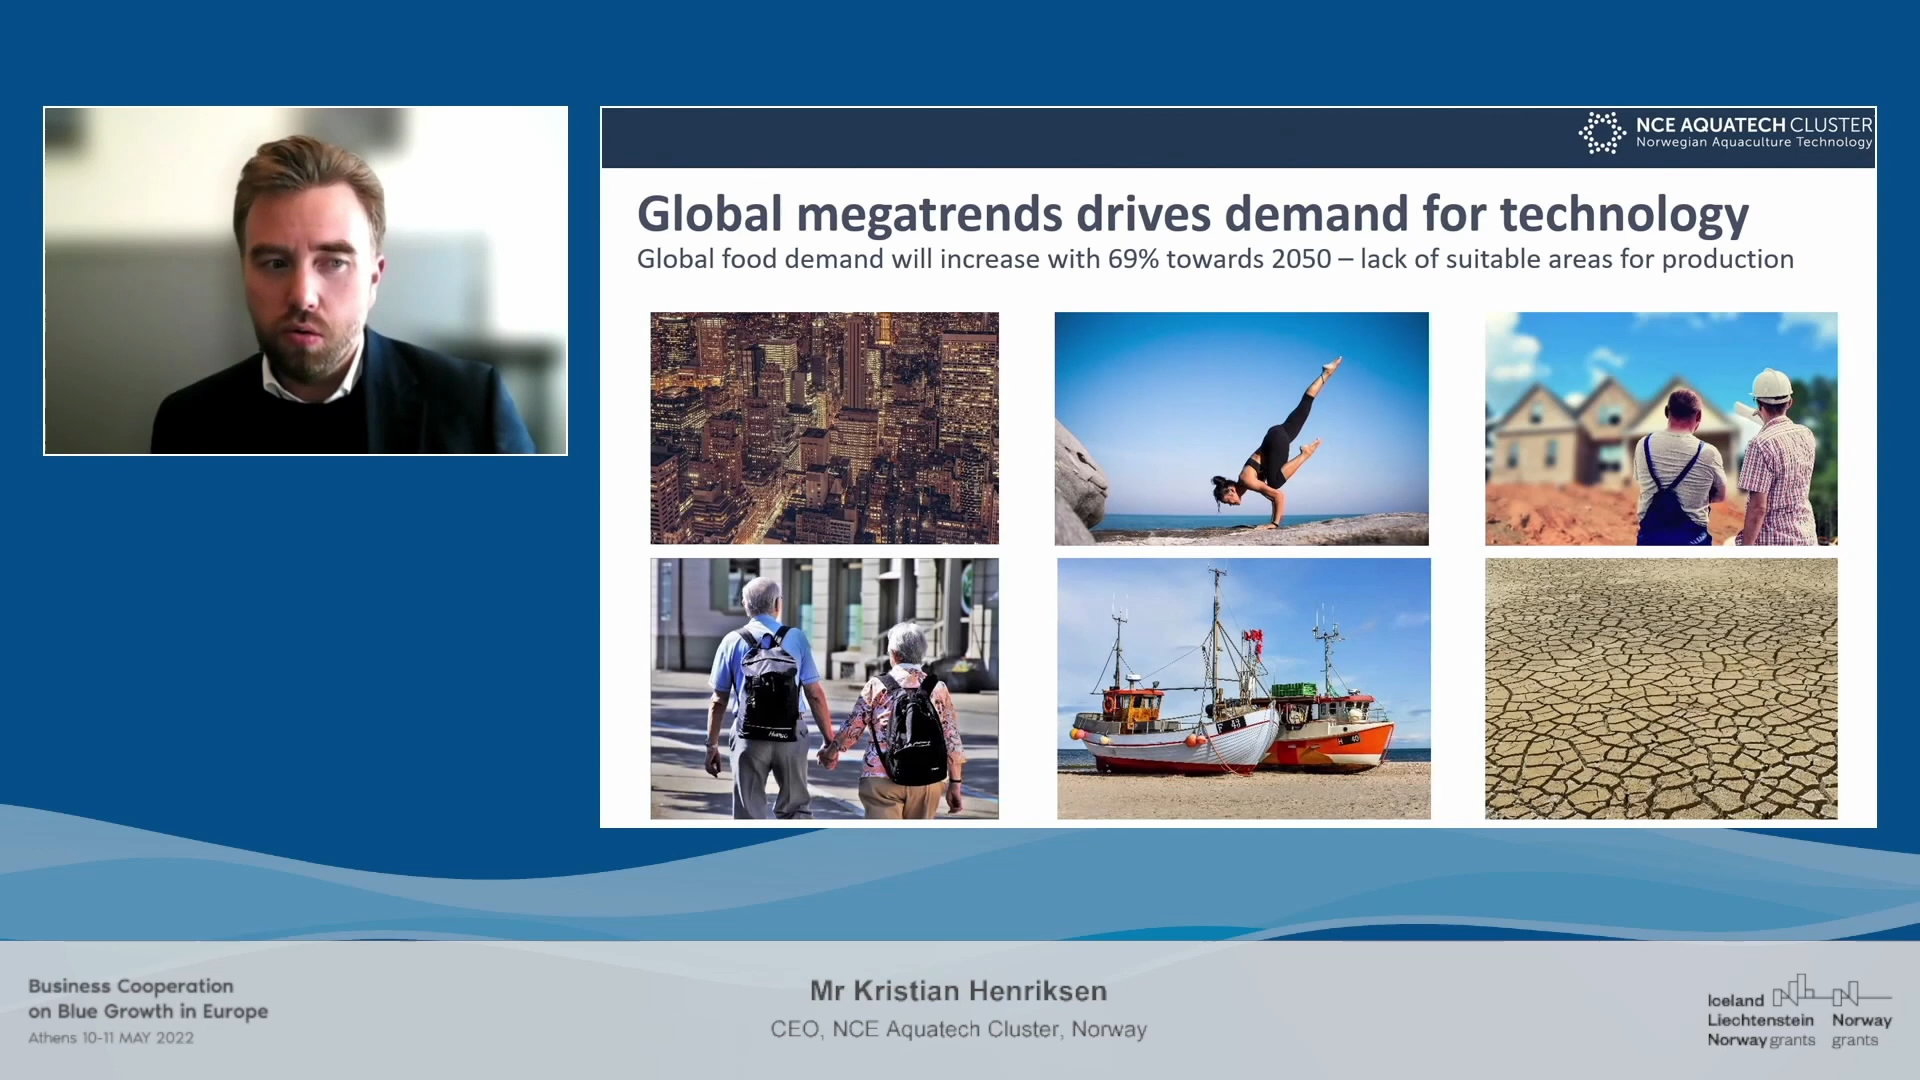 NCE AQUATECH CLUSTER
Norwegian Aquaculture Technology
Global megatrends drives demand for technology
Global food demand will increase with 69% towards 2050 – lack of suitable areas for production
F 43
H 40
Business Cooperation
on Blue Growth in Europe
Athens 10-11 MAY 2022
Mr Kristian Henriksen
CEO, NCE Aquatech Cluster, Norway
Iceland
Liechtenstein
Norway grants
Norway
grants